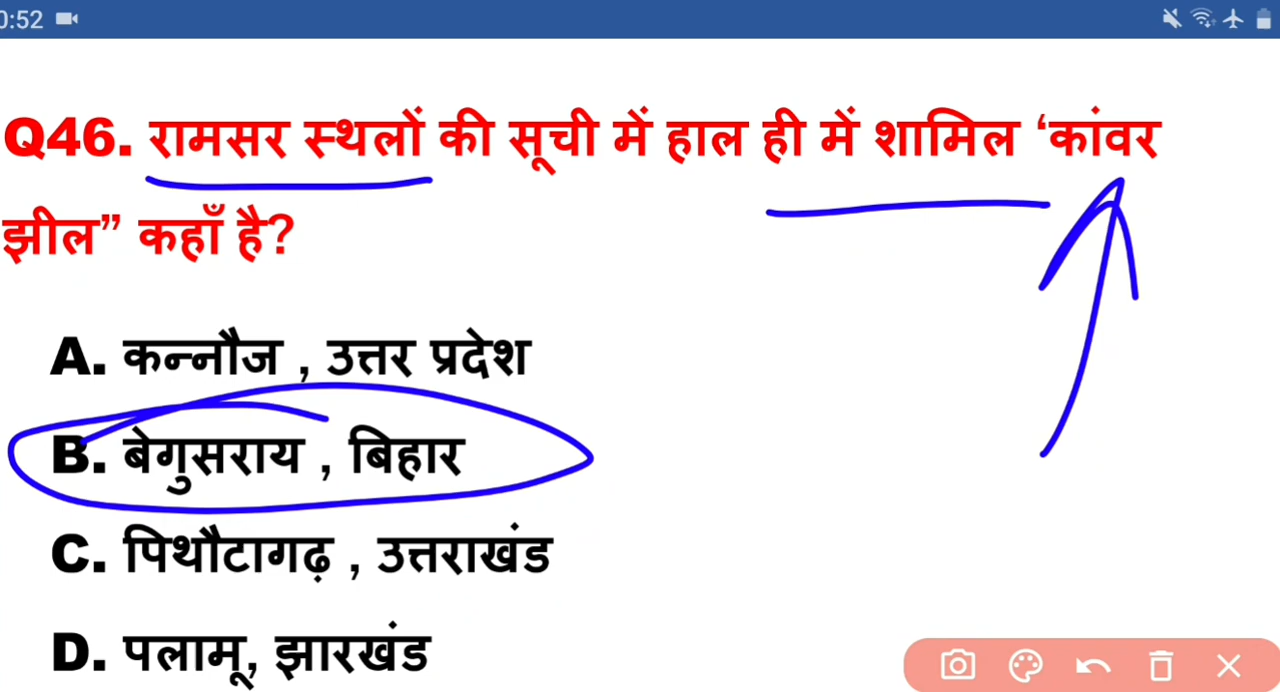 0:52
Q46. रामसर स्थलों की सूची में हाल ही में शामिल ‘कांवर
झील” कहाँ है?
A. कन्नौज , उत्तर प्रदेश
B. बेगुसराय , बिहार
C. पिथौटागढ़ , उत्तराखंड
D. पलामू, झारखंड